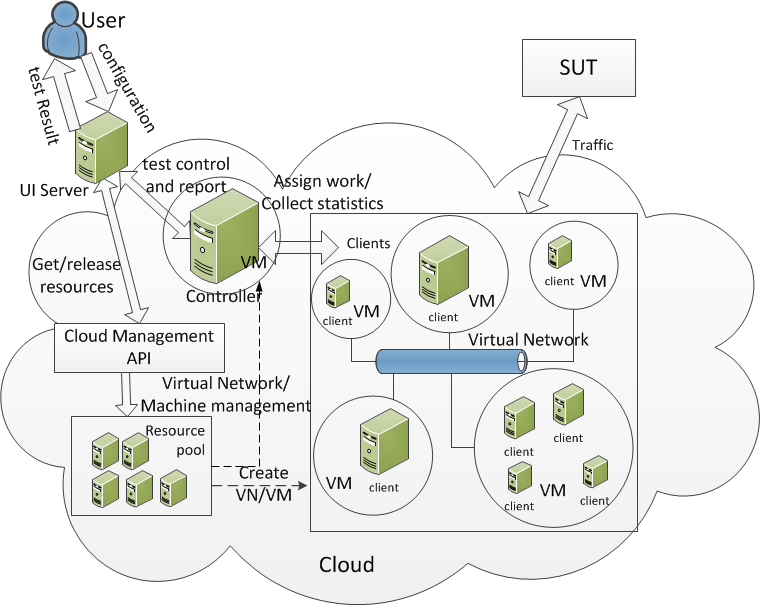 User
test Result
configuration
UI Server
test control
and report
SUT
Traffic
Assign work/
Collect statistics
VM
Controller
Get/release
resources
Cloud Management
API
Virtual Network/
Machine management
Resource
pool
Create
VN/VM
Clients
client
VM
client
VM
client
VM
Virtual Network
VM
client
client
client
client
VM
client
Cloud